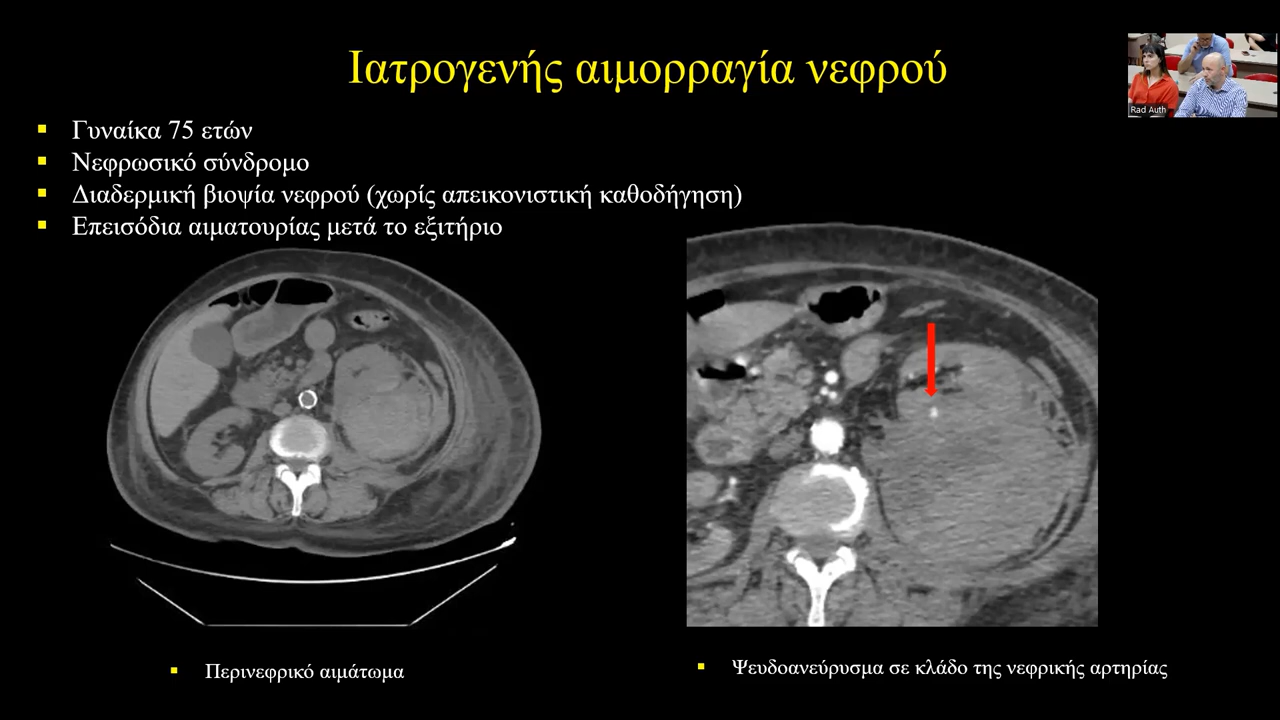 Ιατρογενής αιμορραγία νεφρού
Rad Auth
Γυναίκα 75 ετών
Νεφρωσικό σύνδρομο
Διαδερμική βιοψία νεφρού (χωρίς απεικονιστική καθοδήγηση)
Επεισόδια αιματουρίας μετά το εξιτήριο
Περινεφρικό αιμάτωμα
Ψευδοανεύρυσμα σε κλάδο της νεφρικής αρτηρίας